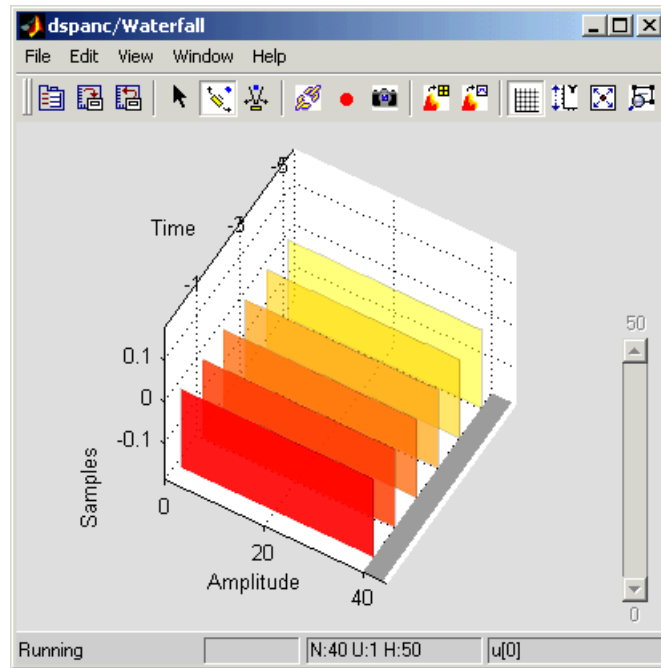 dspanc/Waterfall
File Edit View Window Help
-5
Time
-3
-1
50
0.1
0
-0.1
Samples
0
20
Amplitude
40
0
Running
N:40 U:1 H:50
u[0]